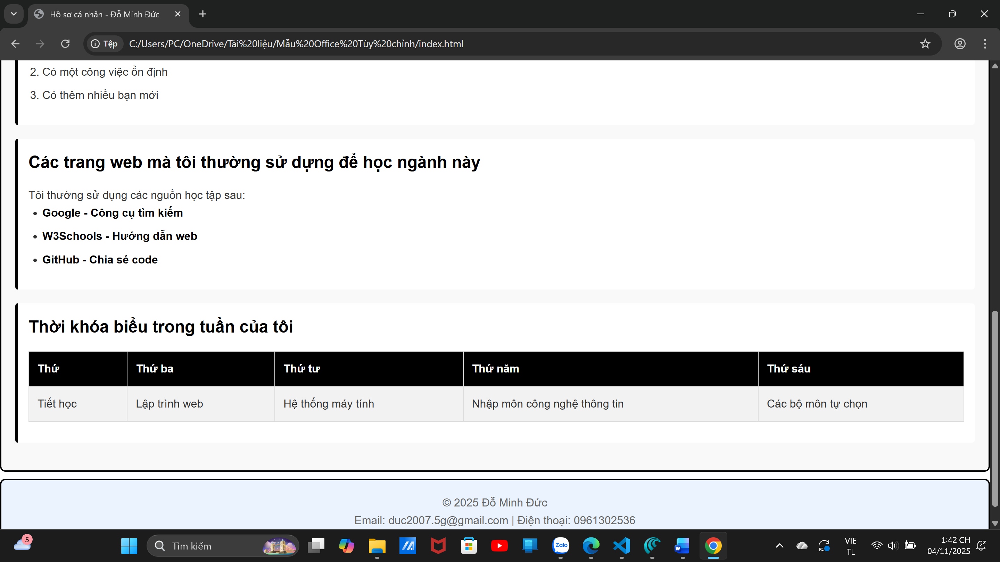 Hồ sơ cá nhân - Đỗ Minh Đức
Tệp
C:/Users/PC/OneDrive/Tài%20liệu/Mẫu%20Office%20Tùy%20chỉnh/index.html
2. Có một công việc ổn định
3. Có thêm nhiều bạn mới
Các trang web mà tôi thường sử dựng để học ngành này
Tôi thường sử dụng các nguồn học tập sau:
• Google - Công cụ tìm kiếm
• W3Schools - Hướng dẫn web
• GitHub - Chia sẻ code
Thời khóa biểu trong tuần của tôi
Thứ Thứ ba Thứ tư Thứ năm Thứ sáu
Tiết học Lập trình web Hệ thống máy tính Nhập môn công nghệ thông tin Các bộ môn tự chọn
© 2025 Đỗ Minh Đức
Email: duc2007.5g@gmail.com | Điện thoại: 0961302536
5
Tìm kiếm
Zalo
W
VIE
TL
1:42 CH
04/11/2025